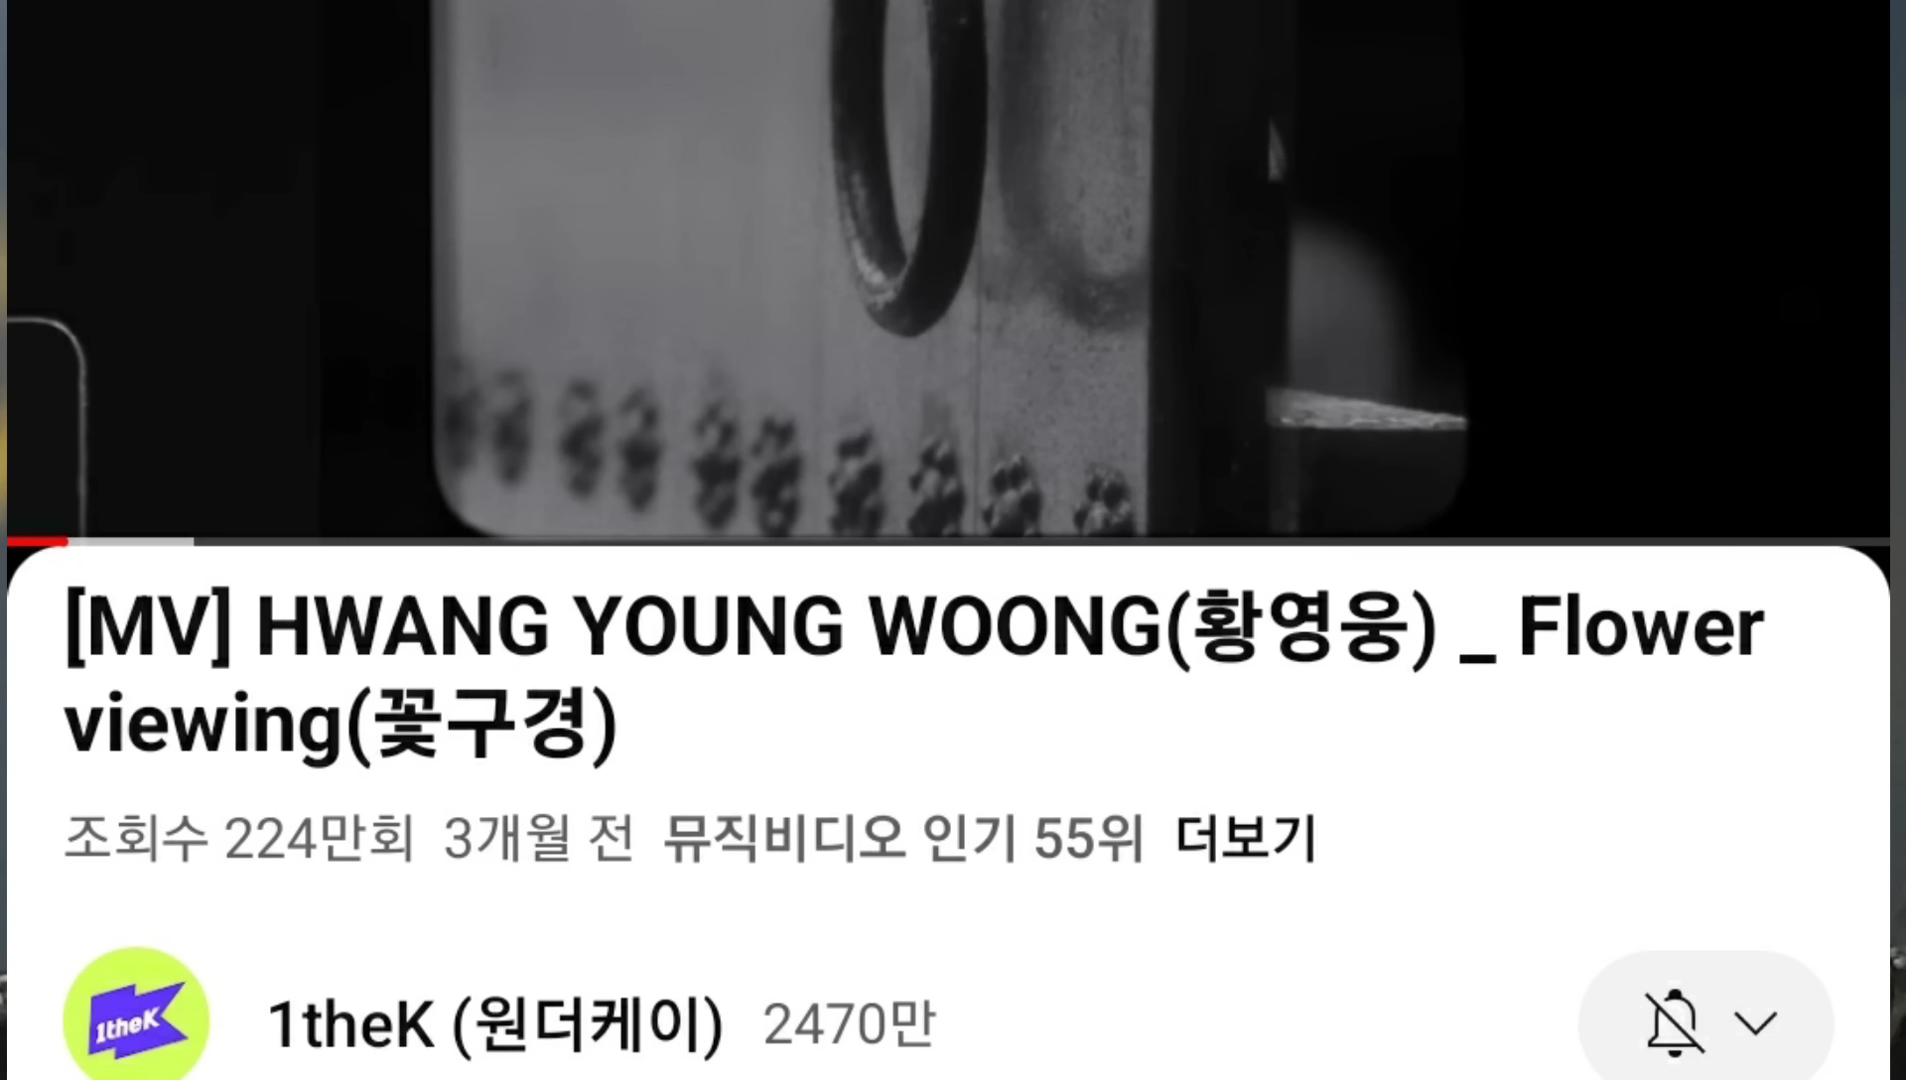 [MV] HWANG YOUNG WOONG(황영웅) _ Flower
viewing(꽃구경)
조회수 224만회 3개월 전 뮤직비디오 인기 55위 더보기
1theK
1theK (원더케이) 2470만